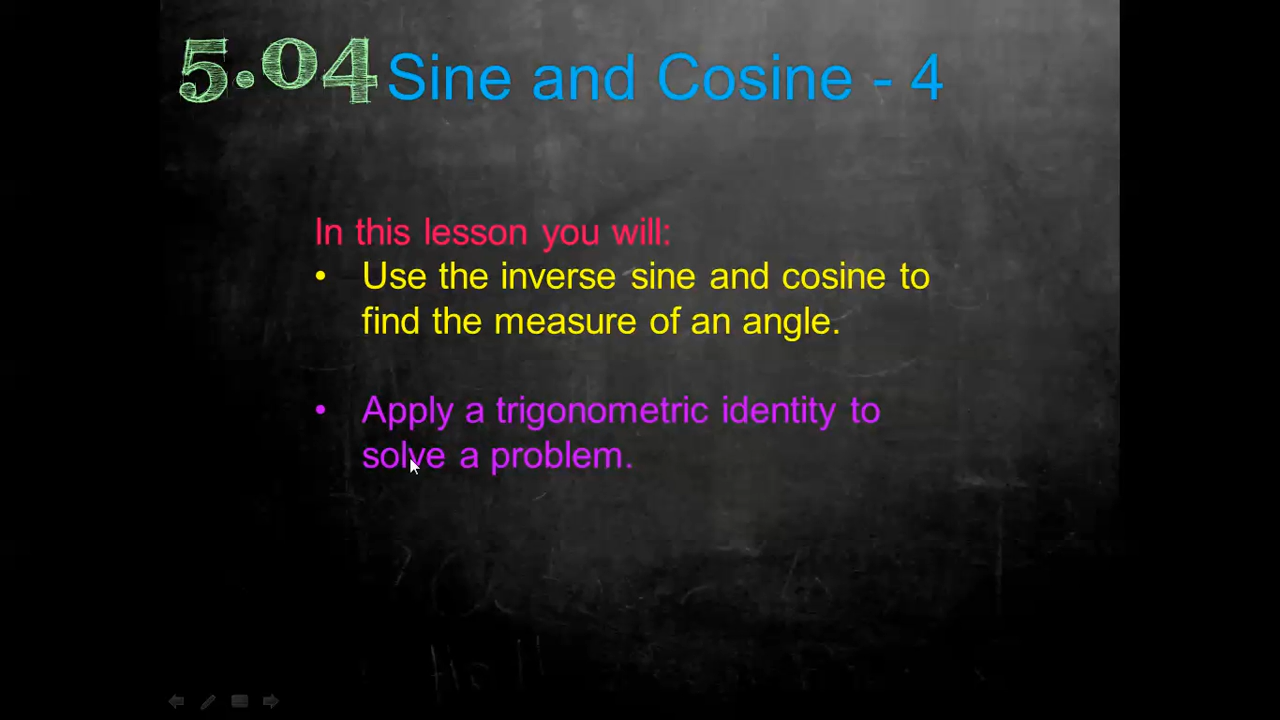 5.04 Sine and Cosine - 4
In this lesson you will:
• Use the inverse sine and cosine to
find the measure of an angle.
• Apply a trigonometric identity to
solve a problem.